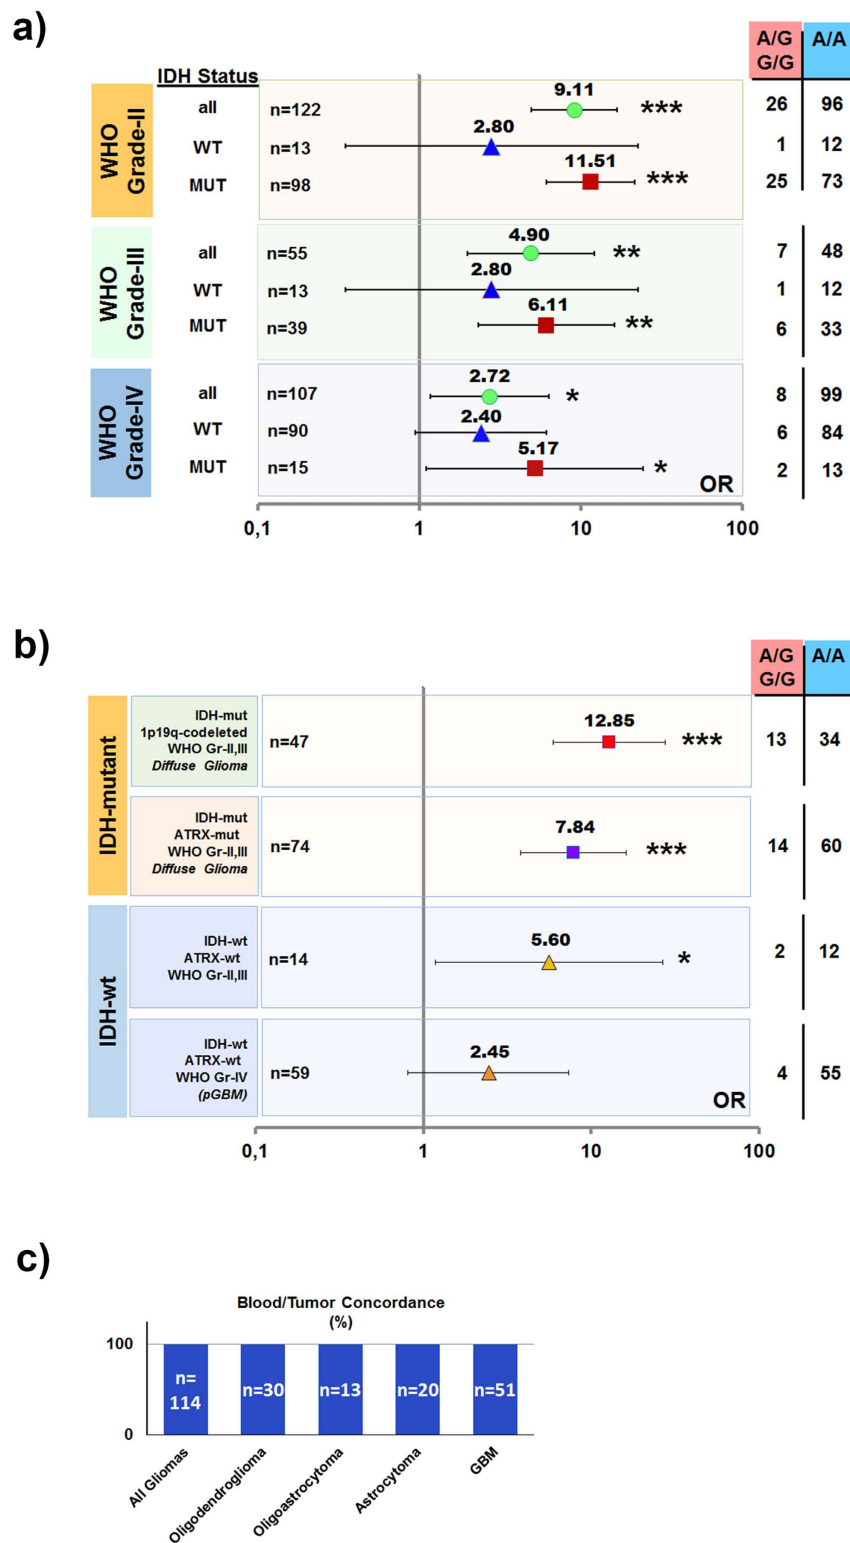 a)
A/G A/A
G/G
IDH Status
WHO Grade-II
all n=122 9.11 *** 26 96
WT n=13 2.80 1 12
MUT n=98 11.51 *** 25 73
WHO Grade-III
all n=55 4.90 ** 7 48
WT n=13 2.80 1 12
MUT n=39 6.11 ** 6 33
WHO Grade-IV
all n=107 2.72 * 8 99
WT n=90 2.40 6 84
MUT n=15 5.17 * 2 13
OR
0,1 1 10 100
b)
A/G A/A
G/G
IDH-mutant
IDH-mut
1p19q-codeleted
WHO Gr-II,III
Diffuse Glioma
n=47 12.85 *** 13 34
IDH-mut
ATRX-mut
WHO Gr-II,III
Diffuse Glioma
n=74 7.84 *** 14 60
IDH-wt
IDH-wt
ATRX-wt
WHO Gr-II,III
n=14 5.60 * 2 12
IDH-wt
ATRX-wt
WHO Gr-IV
(pGBM)
n=59 2.45 4 55
OR
0,1 1 10 100
c)
Blood/Tumor Concordance
(%)
100
0
n=
114
n=30
n=13
n=20
n=51
All Gliomas
Oligodendroglioma
Oligoastrocytoma
Astrocytoma
GBM